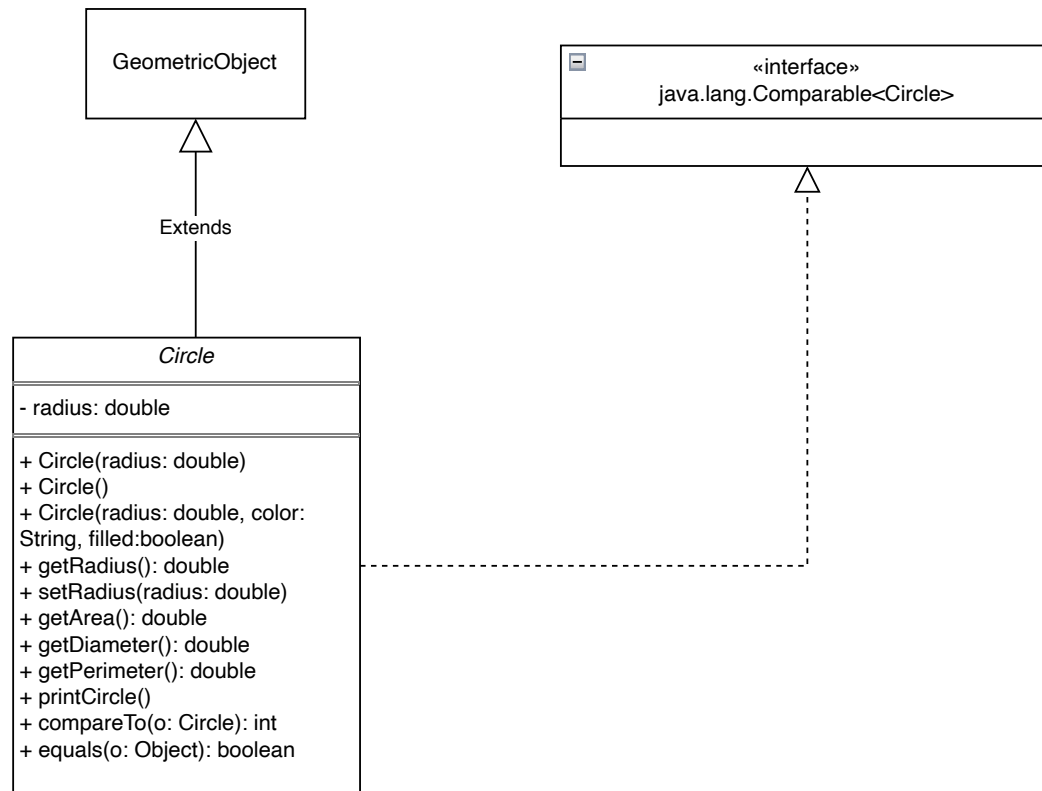 GeometricObject
«interface»
java.lang.Comparable<Circle>
Extends
Circle
- radius: double
+ Circle(radius: double)
+ Circle()
+ Circle(radius: double, color:
String, filled:boolean)
+ getRadius(): double
+ setRadius(radius: double)
+ getArea(): double
+ getDiameter(): double
+ getPerimeter(): double
+ printCircle()
+ compareTo(o: Circle): int
+ equals(o: Object): boolean